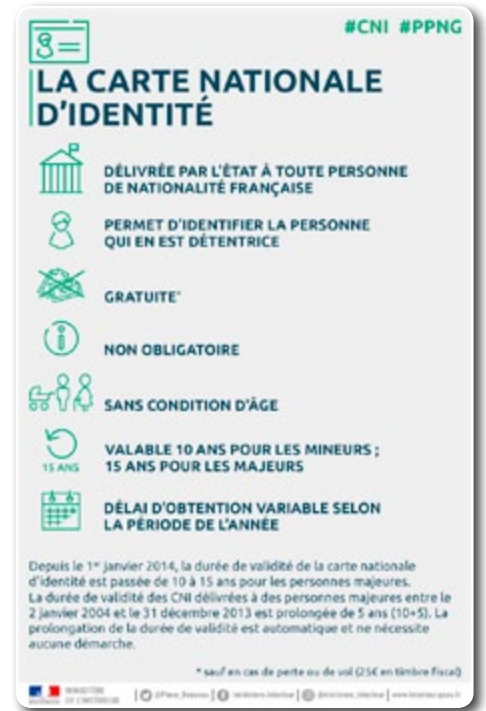 #CNI #PPNG
LA CARTE NATIONALE
D'IDENTITÉ
DÉLIVRÉE PAR L'ÉTAT À TOUTE PERSONNE
DE NATIONALITÉ FRANÇAISE
PERMET D'IDENTIFIER LA PERSONNE
QUI EN EST DÉTENTRICE
GRATUITE*
NON OBLIGATOIRE
SANS CONDITION D'ÂGE
15 ANS
VALABLE 10 ANS POUR LES MINEURS ;
15 ANS POUR LES MAJEURS
DÉLAI D'OBTENTION VARIABLE SELON
LA PÉRIODE DE L'ANNÉE
Depuis le 1er janvier 2014, la durée de validité de la carte nationale
d'identité est passée de 10 à 15 ans pour les personnes majeures.
La durée de validité des CNI délivrées à des personnes majeures entre le
2 janvier 2004 et le 31 décembre 2013 est prolongée de 5 ans (10+5). La
prolongation de la durée de validité est automatique et ne nécessite
aucune démarche.
* sauf en cas de perte ou de vol (25€ en timbre fiscal)
MINISTÈRE
DE L'INTÉRIEUR
@Place_Beauvau